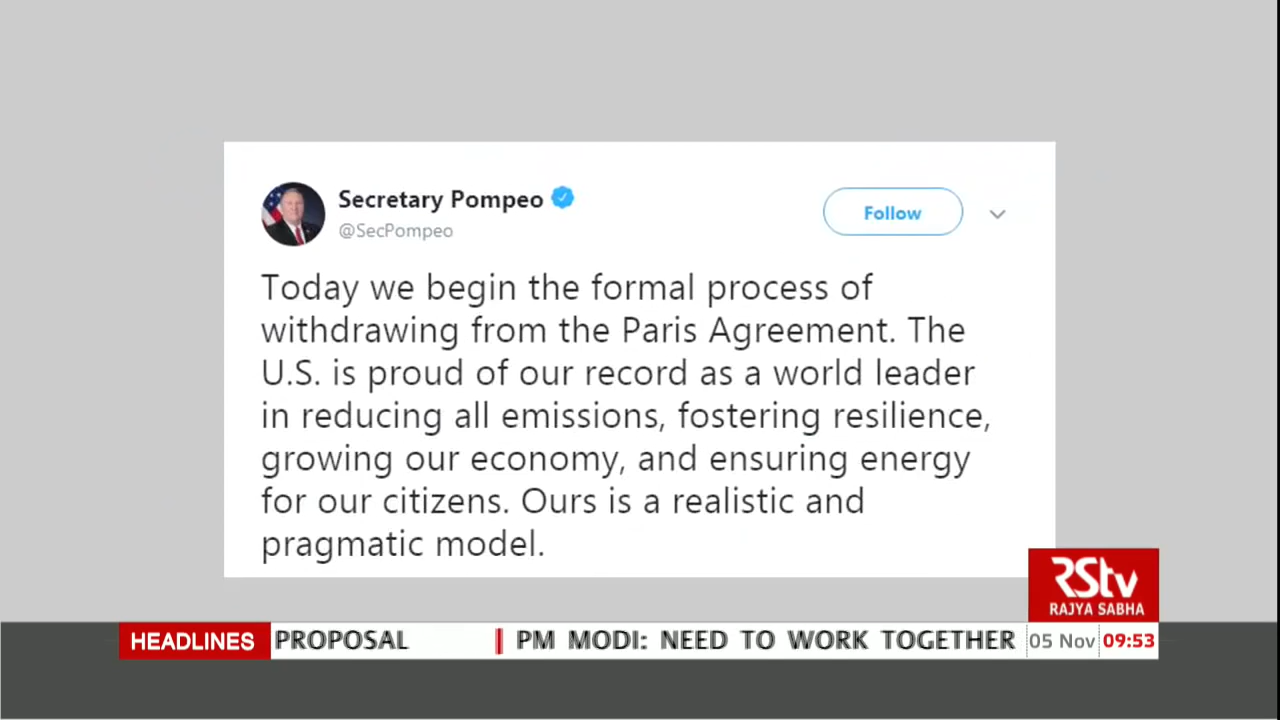 Secretary Pompeo
@SecPompeo
Follow
Today we begin the formal process of
withdrawing from the Paris Agreement. The
U.S. is proud of our record as a world leader
in reducing all emissions, fostering resilience,
growing our economy, and ensuring energy
for our citizens. Ours is a realistic and
pragmatic model.
RStv
RAJYA SABHA
HEADLINES PROPOSAL | PM MODI: NEED TO WORK TOGETHER 05 Nov 09:53